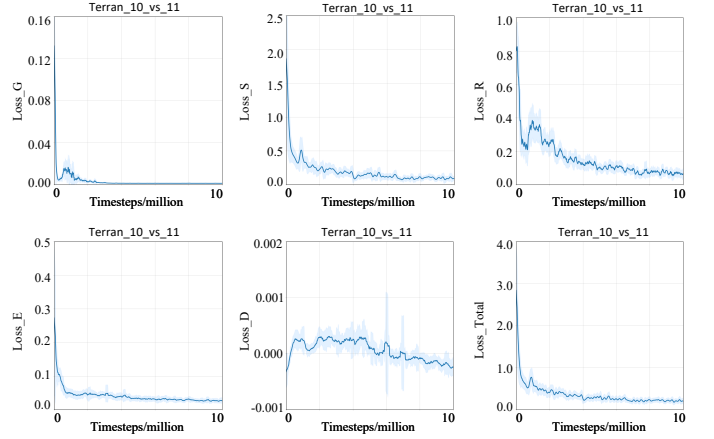 Terran_10_vs_11
0.16
0.12
0.08
0.04
0.00
Loss_G
0
10
Timesteps/million
Terran_10_vs_11
2.5
2.0
1.5
1.0
0.5
0.0
Loss_S
0
10
Timesteps/million
Terran_10_vs_11
1.0
0.8
0.6
0.4
0.2
0.0
Loss_R
0
10
Timesteps/million
Terran_10_vs_11
0.5
0.4
0.3
0.2
0.1
0.0
Loss_E
0
10
Timesteps/million
Terran_10_vs_11
0.002
0.001
0.000
-0.001
Loss_D
0
10
Timesteps/million
Terran_10_vs_11
4.0
3.0
2.0
1.0
0.0
Loss_Total
0
10
Timesteps/million